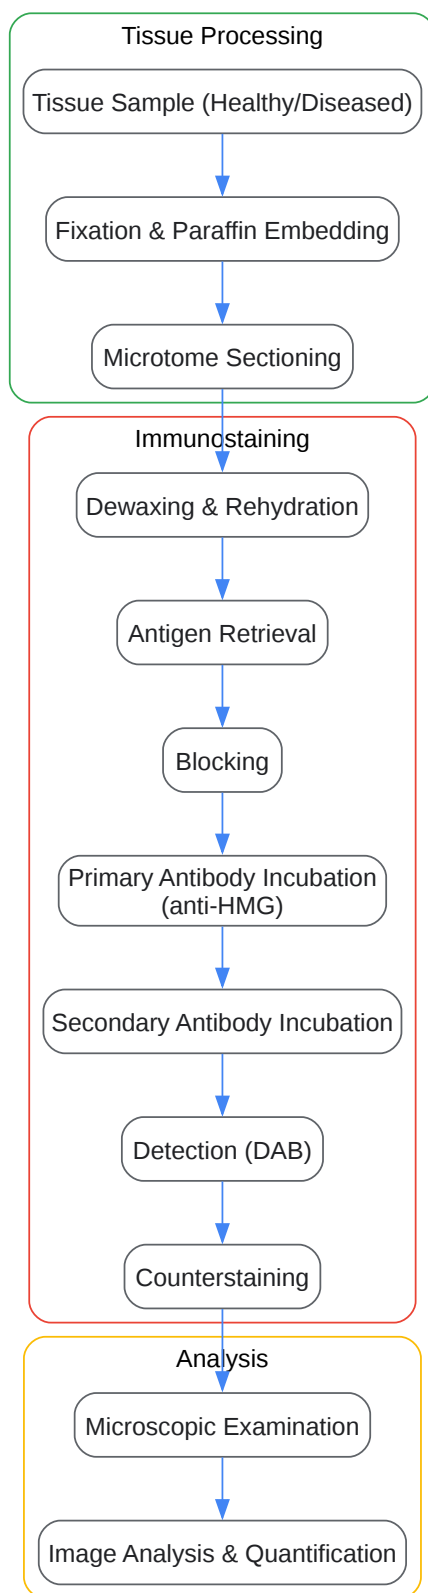 Tissue Processing
Tissue Sample (Healthy/Diseased)
Fixation & Paraffin Embedding
Microtome Sectioning
Immunostaining
Dewaxing & Rehydration
Antigen Retrieval
Blocking
Primary Antibody Incubation
(anti-HMG)
Secondary Antibody Incubation
Detection (DAB)
Counterstaining
Analysis
Microscopic Examination
Image Analysis & Quantification